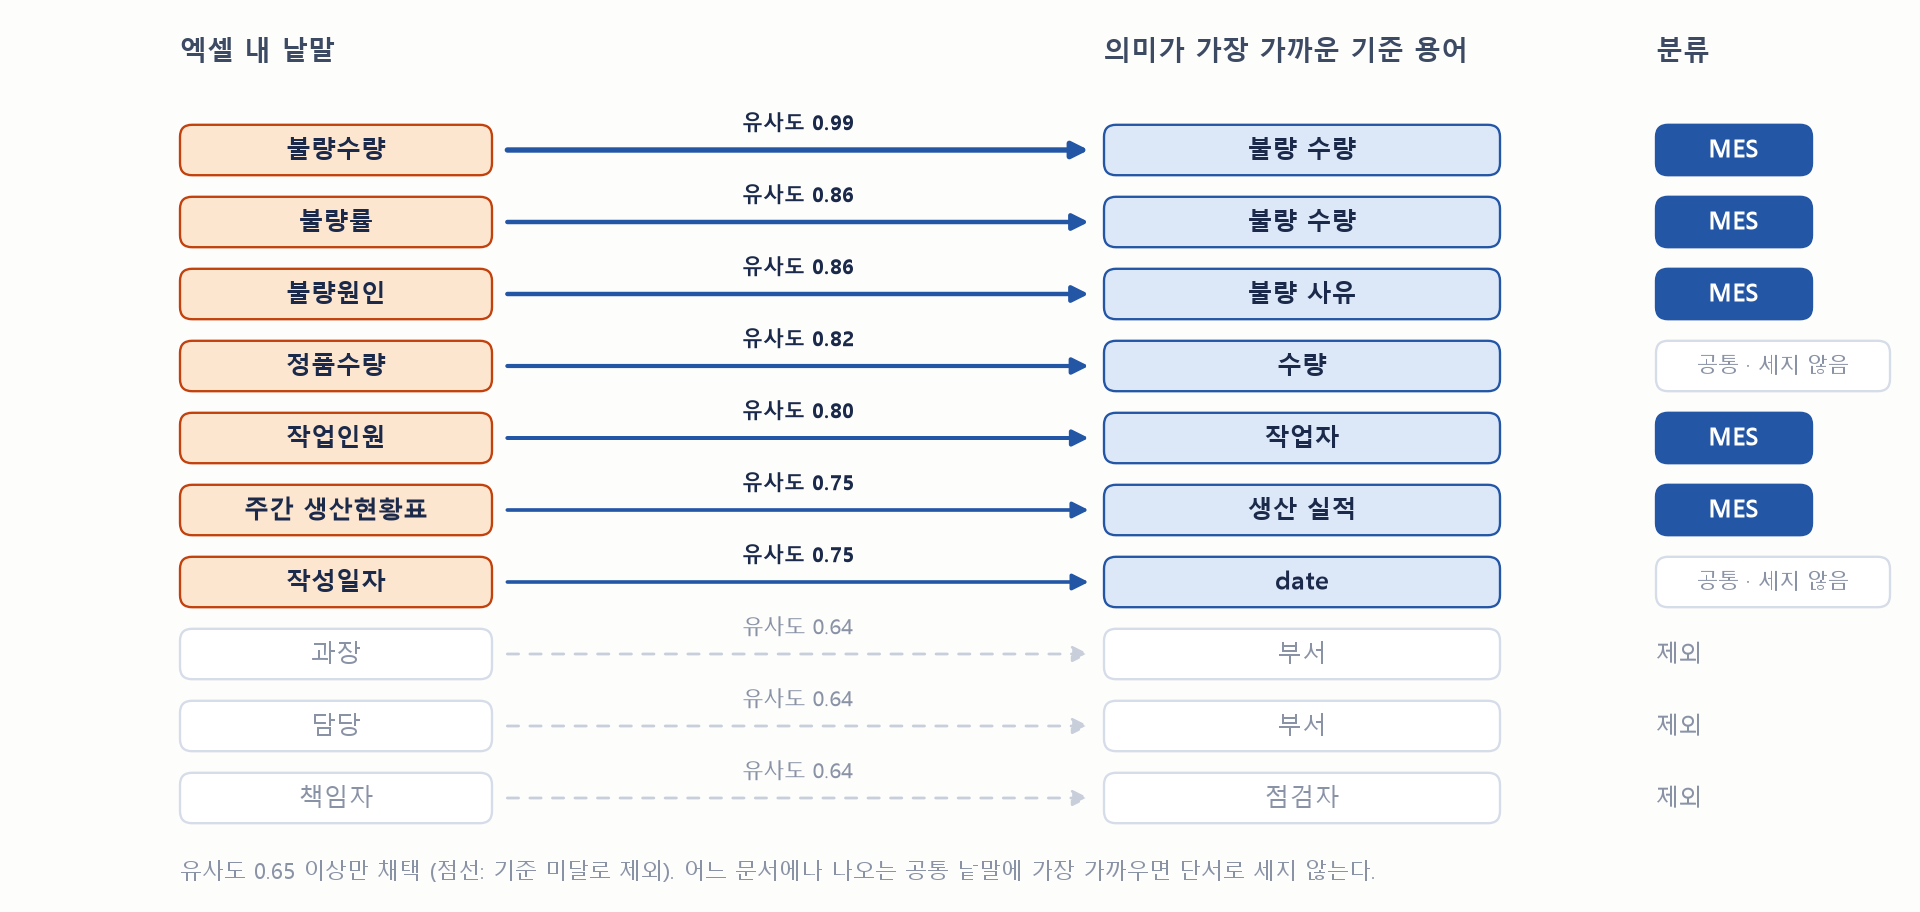 엑셀 내 낱말 의미가 가장 가까운 기준 용어 분류
유사도 0.99
불량수량 불량 수량 MES
유사도 0.86
불량률 불량 수량 MES
유사도 0.86
불량원인 불량 사유 MES
유사도 0.82
정품수량 수량 공통 · 세지 않음
유사도 0.80
작업인원 작업자 MES
유사도 0.75
주간 생산현황표 생산 실적 MES
유사도 0.75
작성일자 date 공통 · 세지 않음
유사도 0.64
과장 부서 제외
유사도 0.64
담당 부서 제외
유사도 0.64
책임자 점검자 제외
유사도 0.65 이상만 채택 (점선: 기준 미달로 제외). 어느 문서에나 나오는 공통 낱말에 가장 가까우면 단서로 세지 않는다.